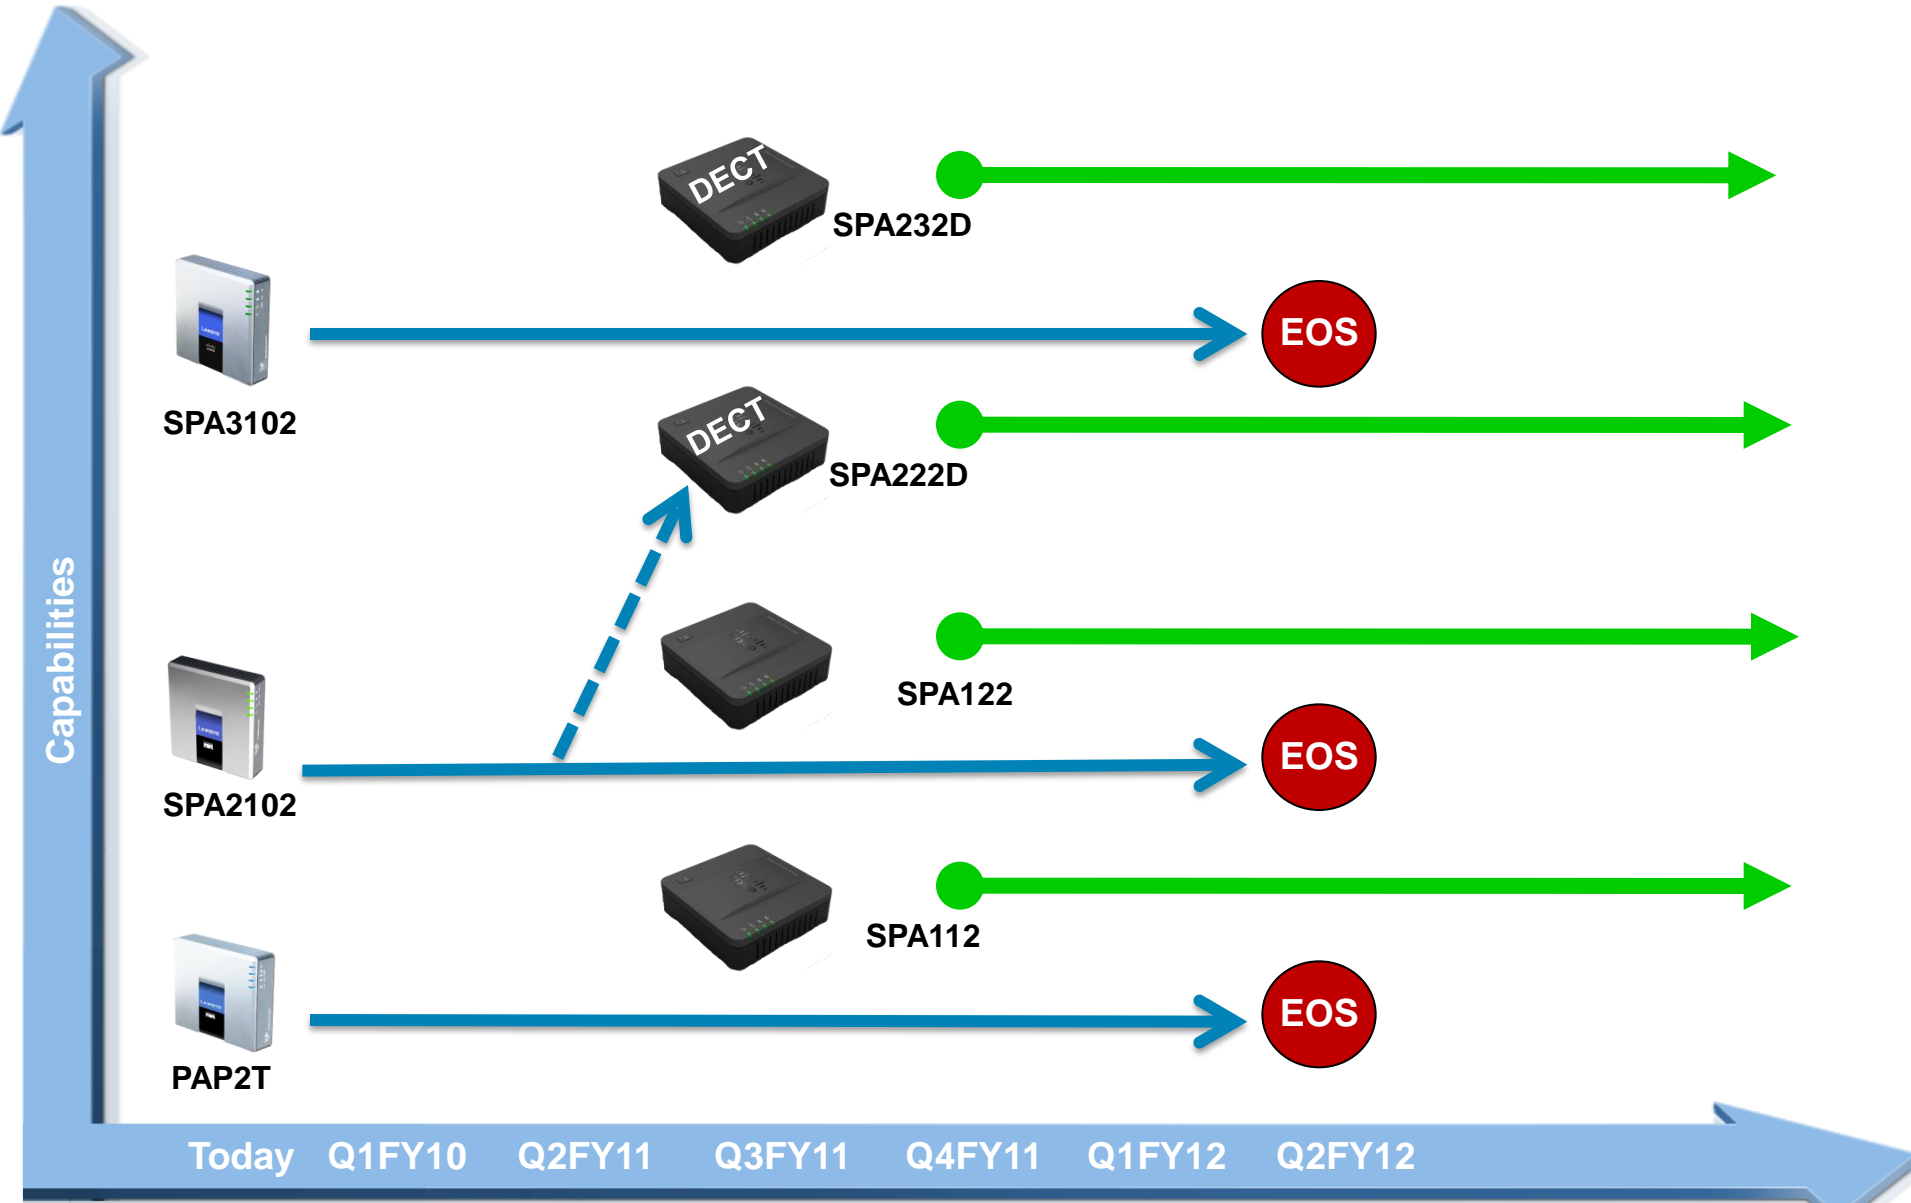 DECT
SPA232D
EOS
SPA3102
DECT
SPA222D
Capabilities
SPA122
EOS
SPA2102
SPA112
EOS
PAP2T
Today Q1FY10 Q2FY11 Q3FY11 Q4FY11 Q1FY12 Q2FY12